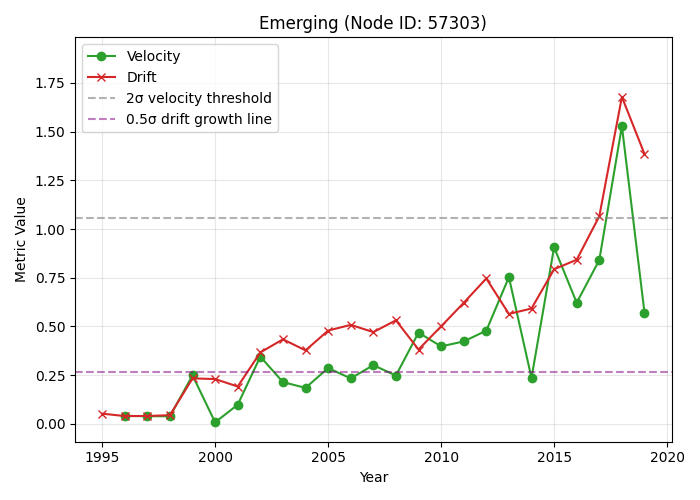 Emerging (Node ID: 57303)
Velocity
Drift
2σ velocity threshold
0.5σ drift growth line
Metric Value
1.75
1.50
1.25
1.00
0.75
0.50
0.25
0.00
1995 2000 2005 2010 2015 2020
Year